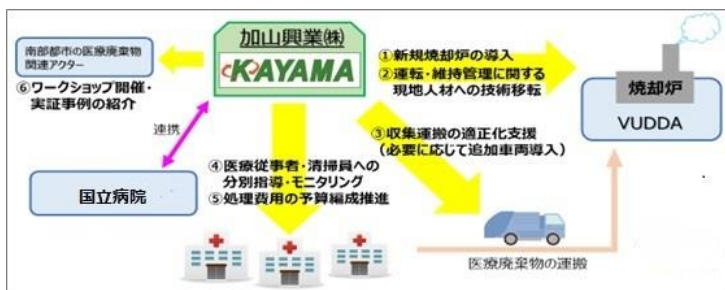 南部都市の医療廃棄物
関連アクター
⑥ワークショップ開催・
実証事例の紹介
加山興業㈱
KAYAMA
①新規焼却炉の導入
②運転・維持管理に関する
現地人材への技術移転
焼却炉
VUDDA
連携
国立病院
③収集運搬の適正化支援
(必要に応じて追加車両導入)
④医療従事者・清掃員への
分別指導・モニタリング
⑤処理費用の予算編成推進
医療廃棄物の運搬